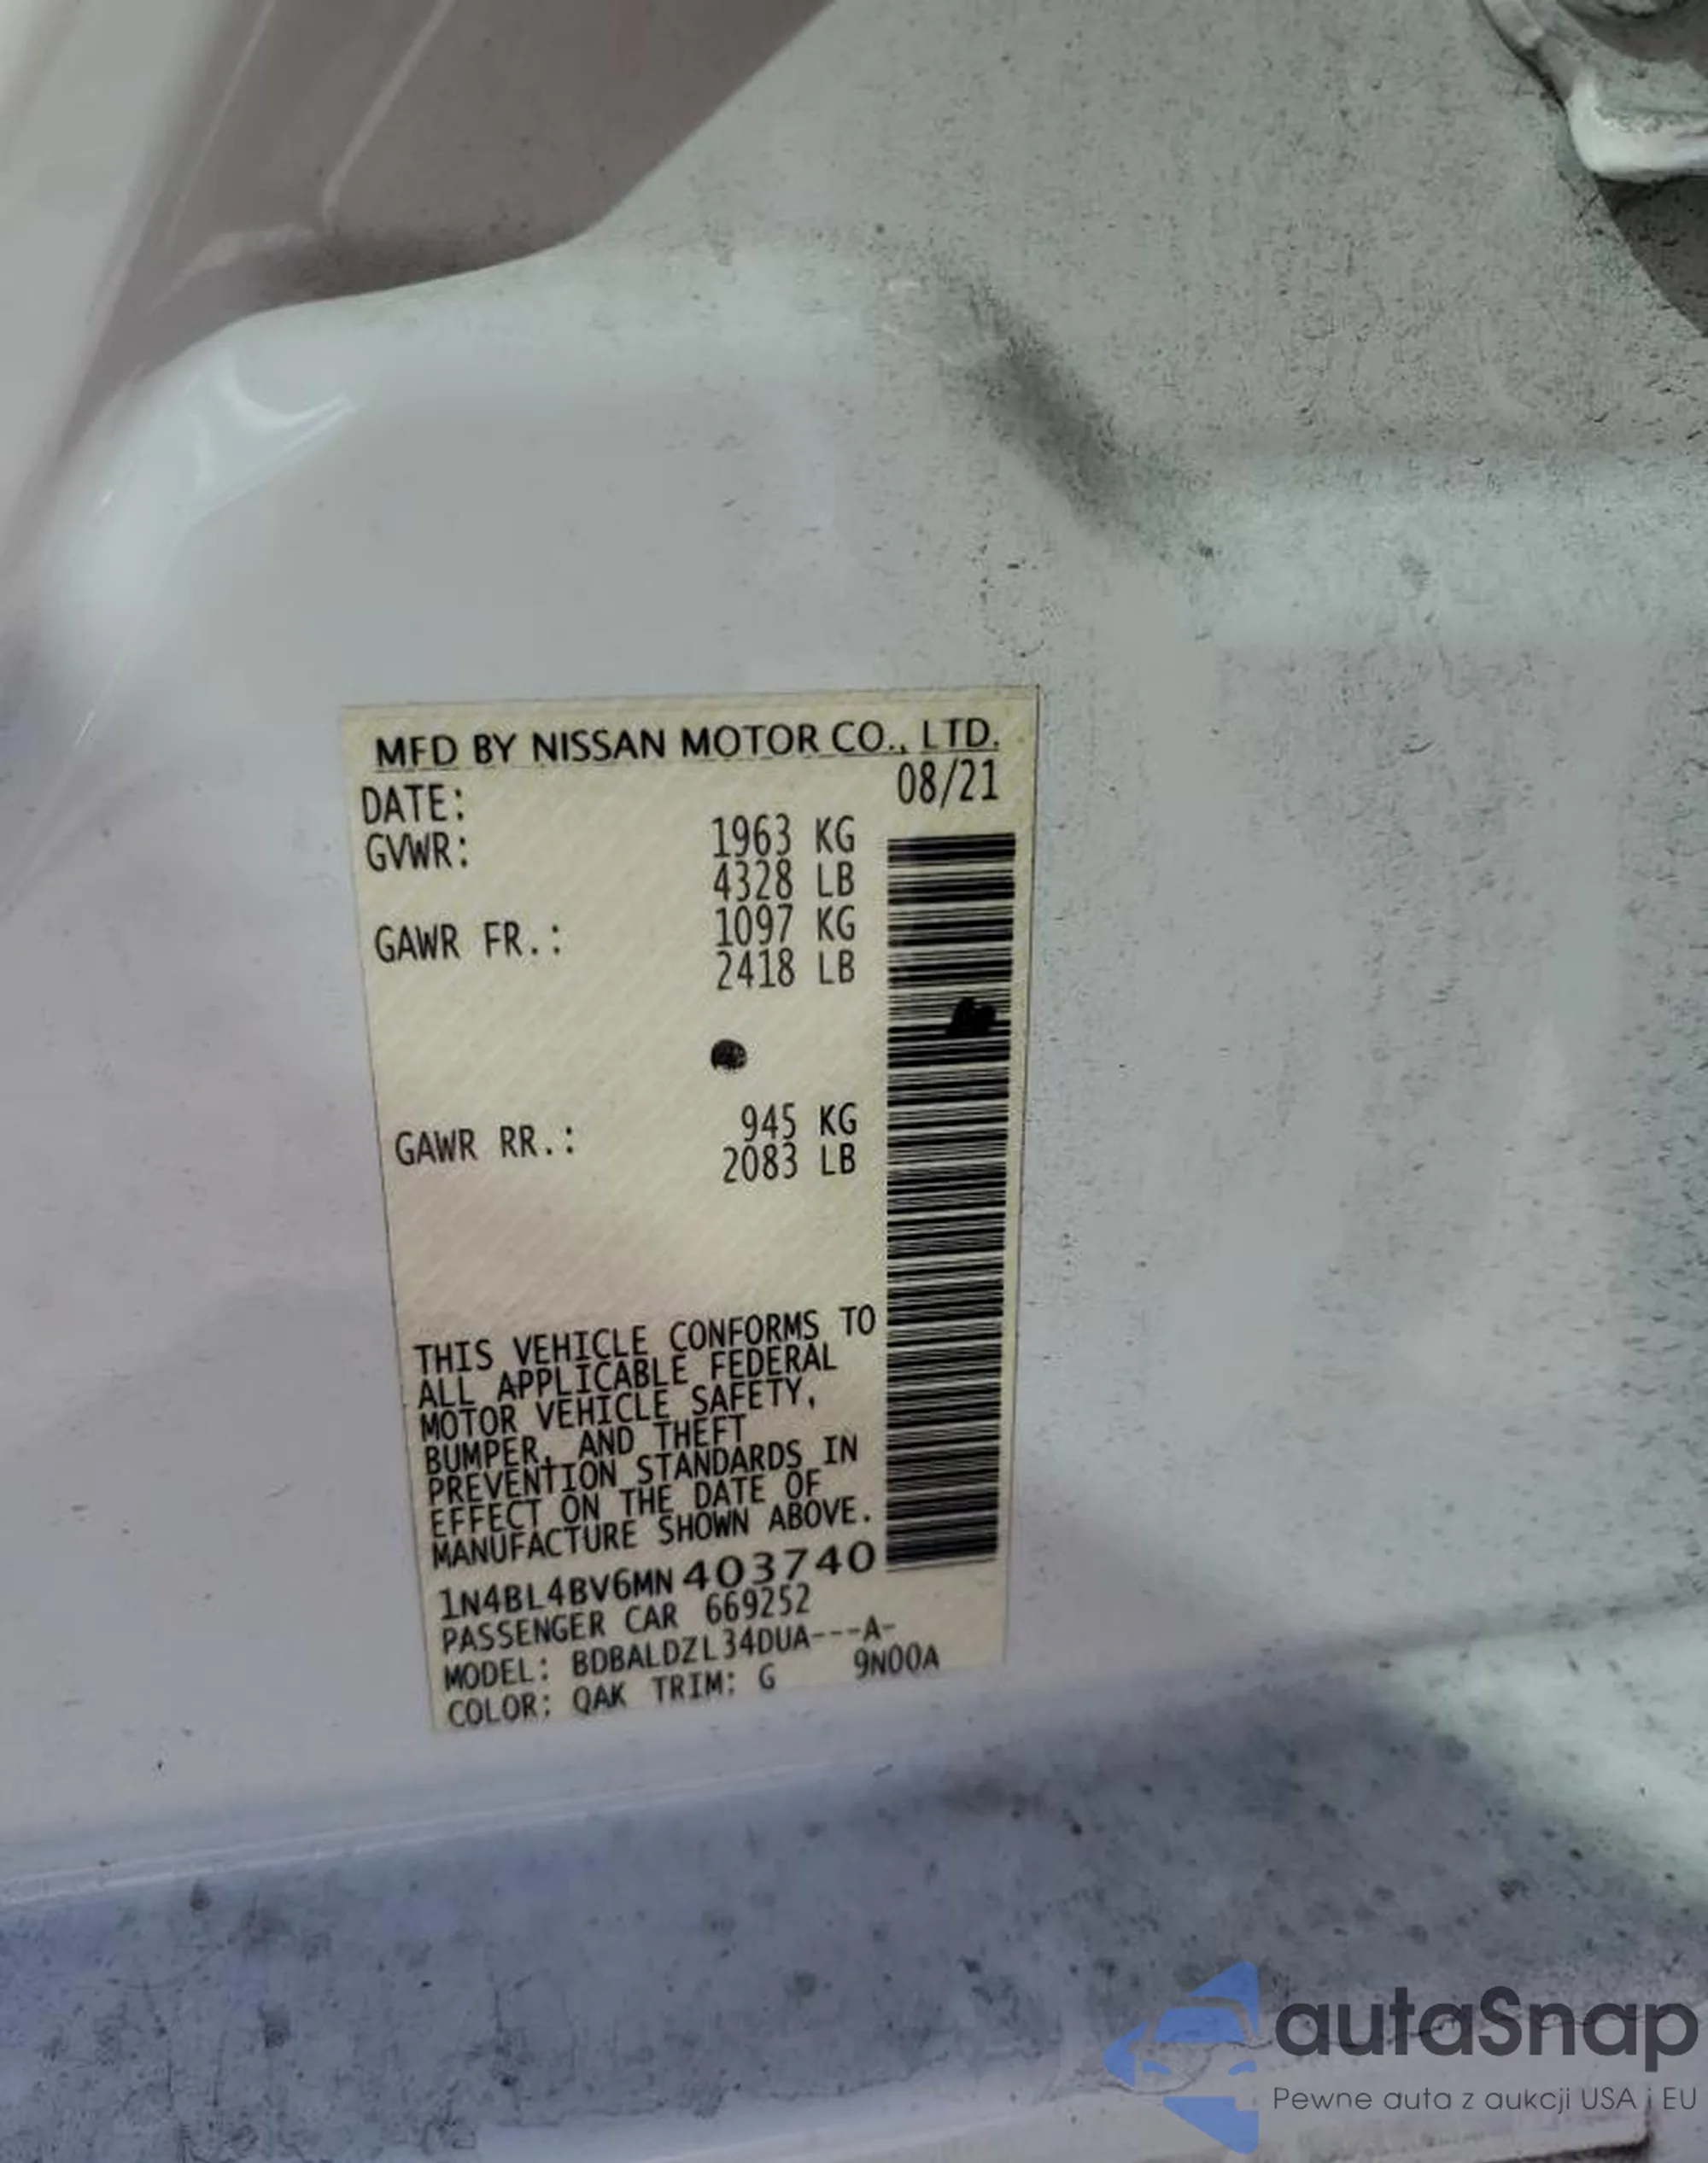 MFD BY NISSAN MOTOR CO., LTD.
DATE: 08/21
GVWR: 1963 KG
4328 LB
GAWR FR.: 1097 KG
2418 LB
GAWR RR.: 945 KG
2083 LB
THIS VEHICLE CONFORMS TO
ALL APPLICABLE FEDERAL
MOTOR VEHICLE SAFETY,
BUMPER, AND THEFT
PREVENTION STANDARDS IN
EFFECT ON THE DATE OF
MANUFACTURE SHOWN ABOVE.
1N4BL4BV6MN403740
PASSENGER CAR 669252
MODEL: BDBALDZL34DUA---A-
COLOR: QAK TRIM: G 9N00A
autaSnap
Pewne auta z aukcji USA i EU